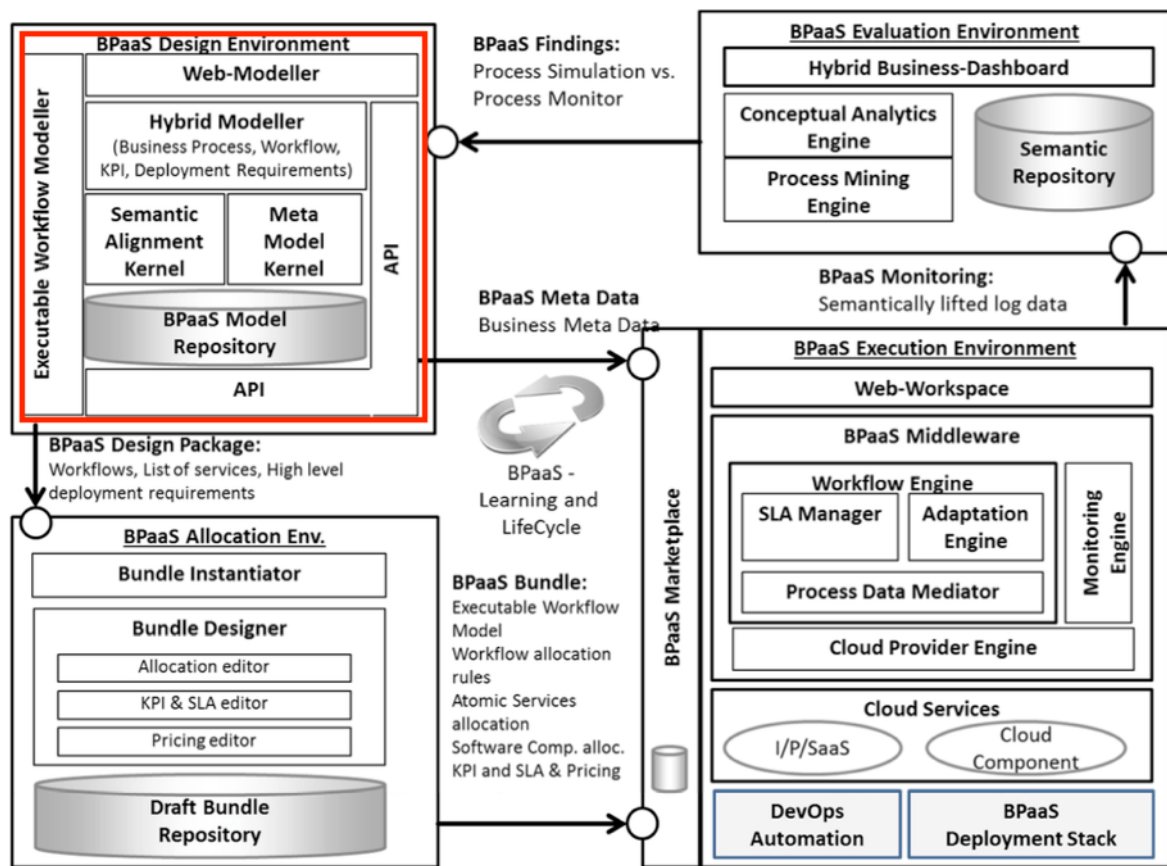 BPaaS Design Environment
Web-Modeller
Executable Workflow Modeller
Hybrid Modeller
(Business Process, Workflow,
KPI, Deployment Requirements)
Semantic
Alignment
Kernel
Meta
Model
Kernel
API
BPaaS Model
Repository
API
BPaaS Findings:
Process Simulation vs.
Process Monitor
BPaaS Evaluation Environment
Hybrid Business-Dashboard
Conceptual Analytics
Engine
Process Mining
Engine
Semantic
Repository
BPaaS Monitoring:
Semantically lifted log data
BPaaS Meta Data
Business Meta Data
BPaaS -
Learning and
LifeCycle
BPaaS Design Package:
Workflows, List of services, High level
deployment requirements
BPaaS Allocation Env.
Bundle Instantiator
Bundle Designer
Allocation editor
KPI & SLA editor
Pricing editor
Draft Bundle
Repository
BPaaS Bundle:
Executable Workflow
Model
Workflow allocation
rules
Atomic Services
allocation
Software Comp. alloc.
KPI and SLA & Pricing
BPaaS Marketplace
BPaaS Execution Environment
Web-Workspace
BPaaS Middleware
Workflow Engine
SLA Manager
Adaptation
Engine
Process Data Mediator
Monitoring
Engine
Cloud Provider Engine
Cloud Services
I/P/SaaS
Cloud
Component
DevOps
Automation
BPaaS
Deployment Stack